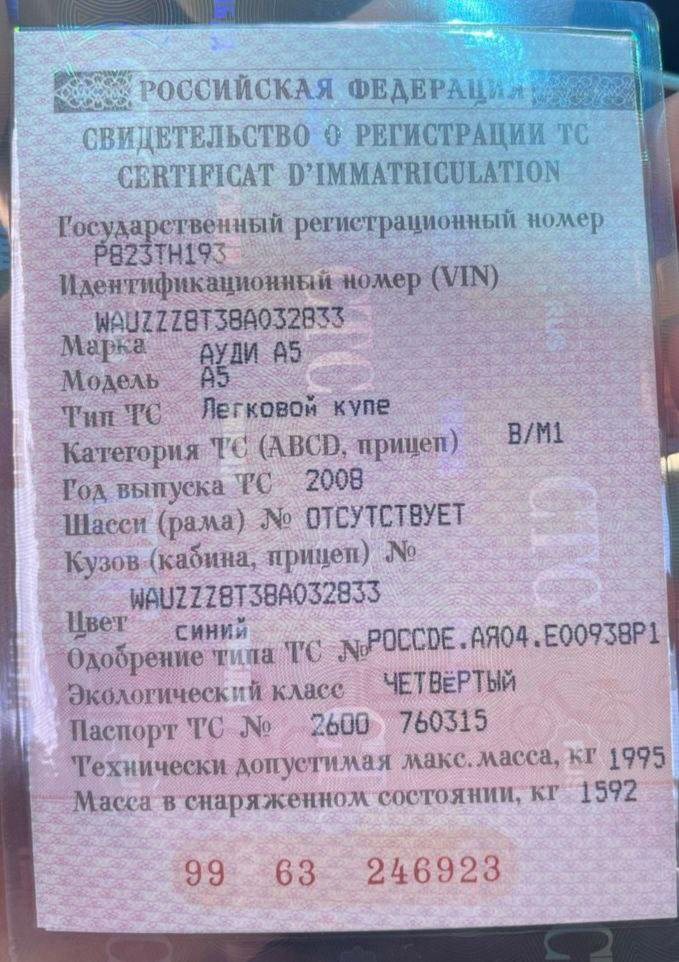 РОССИЙСКАЯ ФЕДЕРАЦИЯ
СВИДЕТЕЛЬСТВО О РЕГИСТРАЦИИ ТС
CERTIFICAT D'IMMATRICULATION
Государственный регистрационный номер
Р823ТН193
Идентификационный номер (VIN)
WAUZZZ8T38A032833
Марка АУДИ А5
Модель А5
Тип ТС Легковой купе
Категория ТС (ABCD, прицеп) В/М1
Год выпуска ТС 2008
Шасси (рама) № ОТСУТСТВУЕТ
Кузов (кабина, прицеп) №
WAUZZZ8T38A032833
Цвет синий
Одобрение типа ТС № РОССDE.АЯ04.Е00938Р1
Экологический класс ЧЕТВёРТЫй
Паспорт ТС № 2600 760315
Технически допустимая макс.масса, кг 1995
Масса в снаряженном состоянии, кг 1592
99 63 246923